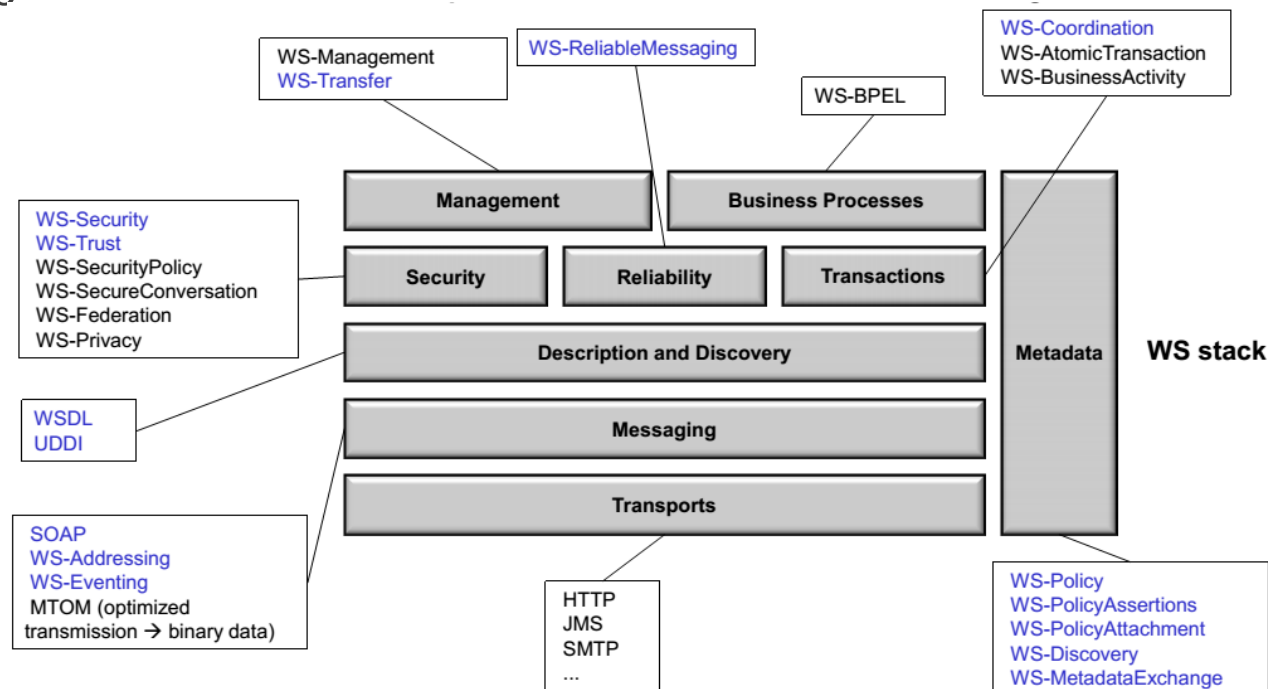 WS-Management
WS-Transfer
WS-ReliableMessaging
WS-BPEL
WS-Coordination
WS-AtomicTransaction
WS-BusinessActivity
Management
Business Processes
WS-Security
WS-Trust
WS-SecurityPolicy
WS-SecureConversation
WS-Federation
WS-Privacy
Security
Reliability
Transactions
Description and Discovery
Metadata
WS stack
WSDL
UDDI
Messaging
Transports
SOAP
WS-Addressing
WS-Eventing
MTOM (optimized
transmission → binary data)
HTTP
JMS
SMTP
...
WS-Policy
WS-PolicyAssertions
WS-PolicyAttachment
WS-Discovery
WS-MetadataExchange